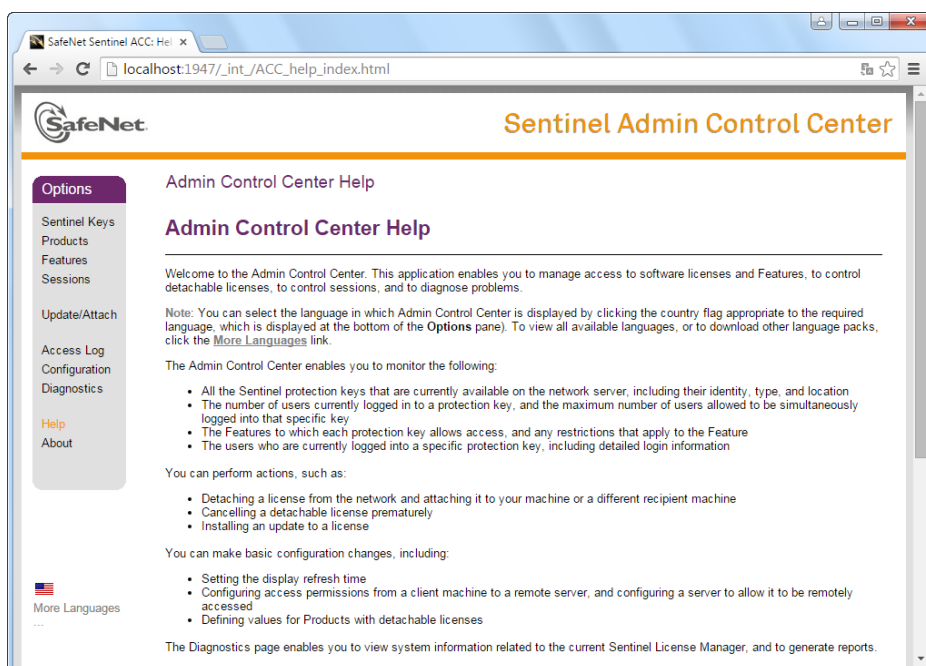 SafeNet Sentinel ACC: Hel
localhost:1947/_int_/ACC_help_index.html
SafeNet.
Sentinel Admin Control Center
Options
Sentinel Keys
Products
Features
Sessions
Update/Attach
Access Log
Configuration
Diagnostics
Help
About
More Languages
...
Admin Control Center Help
Admin Control Center Help
Welcome to the Admin Control Center. This application enables you to manage access to software licenses and Features, to control
detachable licenses, to control sessions, and to diagnose problems.
Note: You can select the language in which Admin Control Center is displayed by clicking the country flag appropriate to the required
language, which is displayed at the bottom of the Options pane). To view all available languages, or to download other language packs,
click the More Languages link.
The Admin Control Center enables you to monitor the following:
• All the Sentinel protection keys that are currently available on the network server, including their identity, type, and location
• The number of users currently logged in to a protection key, and the maximum number of users allowed to be simultaneously
logged into that specific key
• The Features to which each protection key allows access, and any restrictions that apply to the Feature
• The users who are currently logged into a specific protection key, including detailed login information
You can perform actions, such as:
• Detaching a license from the network and attaching it to your machine or a different recipient machine
• Cancelling a detachable license prematurely
• Installing an update to a license
You can make basic configuration changes, including:
• Setting the display refresh time
• Configuring access permissions from a client machine to a remote server, and configuring a server to allow it to be remotely
accessed
• Defining values for Products with detachable licenses
The Diagnostics page enables you to view system information related to the current Sentinel License Manager, and to generate reports.